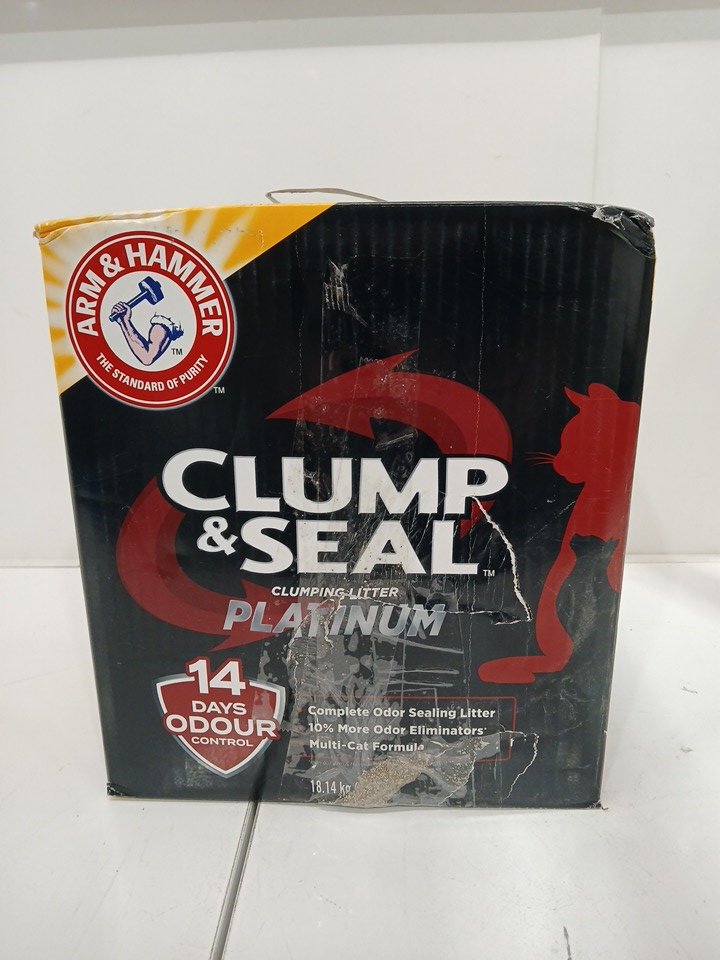 ARM & HAMMER
THE STANDARD OF PURITY
TM
TM
CLUMP
& SEAL
TM
CLUMPING LITTER
PLATINUM
14
DAYS
ODOUR
CONTROL
Complete Odor Sealing Litter
10% More Odor Eliminators*
Multi-Cat Formula
18.14 kg